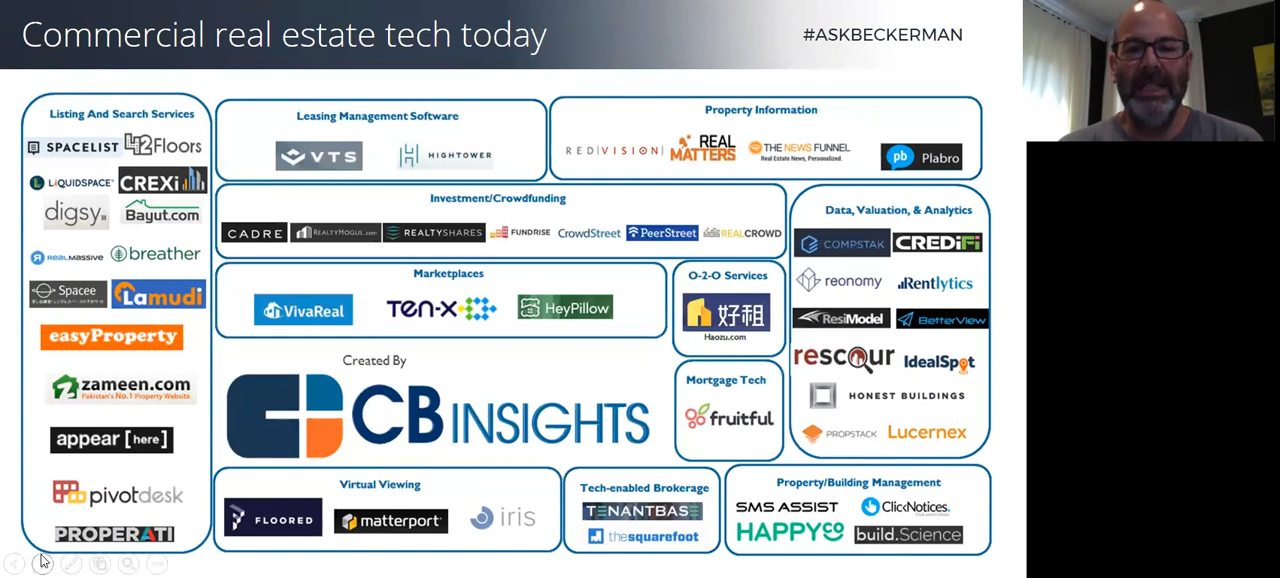 Commercial real estate tech today
#ASKBECKERMAN
Listing And Search Services
SPACELIST
42Floors
LiQUIDSPACE
CREXi
digsy
Bayut.com
REALMASSIVE
breather
Spacee
Lamudi
easyProperty
zameen.com
Pakistan's No.1 Property Website
appear [here]
pivotdesk
PROPERATI
Leasing Management Software
VTS
HIGHTOWER
Property Information
RED|VISION
REAL
MATTERS
THE NEWS FUNNEL
Real Estate News, Personalized.
pb Plabro
Investment/Crowdfunding
CADRE
REALTYMOGUL.com
REALTYSHARES
FUNDRISE
CrowdStreet
PeerStreet
REALCROWD
Marketplaces
VivaReal
TEN-X
HeyPillow
O-2-O Services
好租
Haozu.com
Mortgage Tech
fruitful
Data, Valuation, & Analytics
COMPSTAK
CREDiFi
reonomy
Rentlytics
ResiModel
BETTERVIEW
rescour
IdealSpot
HONEST BUILDINGS
PROPSTACK
Lucernex
Created By
CB INSIGHTS
Virtual Viewing
FLOORED
matterport
iris
Tech-enabled Brokerage
TENANTBASE
thesquarefoot
Property/Building Management
SMS ASSIST
ClickNotices
HAPPYCO
build.Science